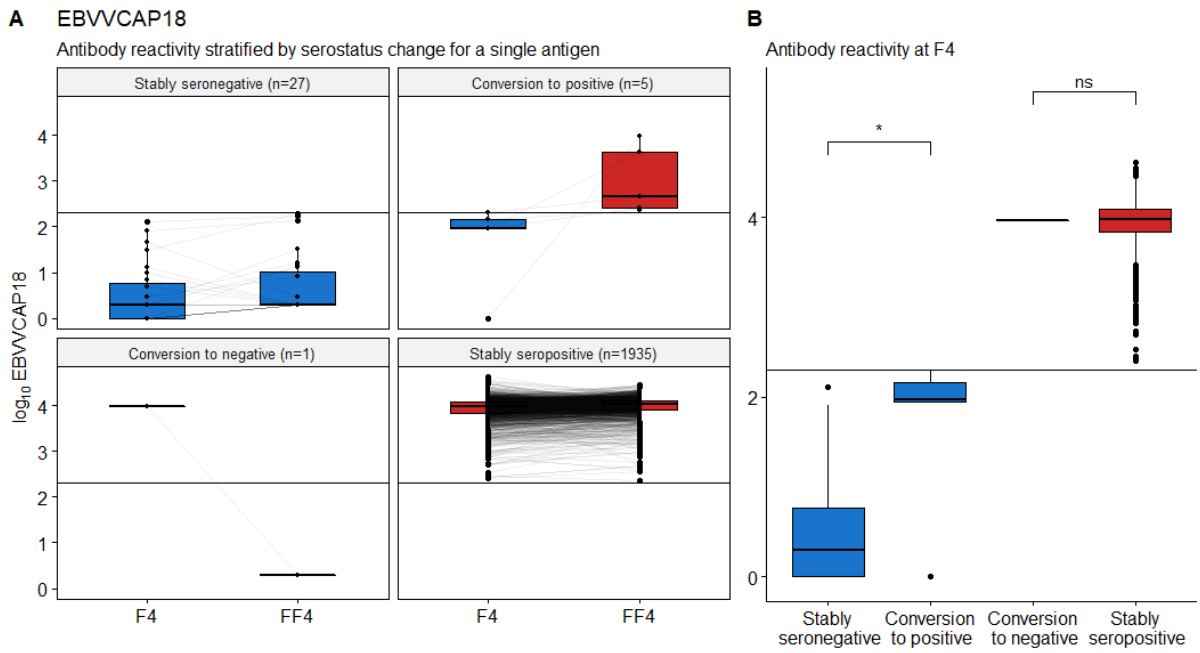 A
EBVVCAP18
Antibody reactivity stratified by serostatus change for a single antigen
Stably seronegative (n=27)
Conversion to positive (n=5)
4
3
2
1
0
Conversion to negative (n=1)
Stably seropositive (n=1935)
4
3
2
1
0
log10 EBVVCAP18
F4
FF4
F4
FF4
B
Antibody reactivity at F4
*
ns
4
2
0
Stably
seronegative
Conversion
to positive
Conversion
to negative
Stably
seropositive